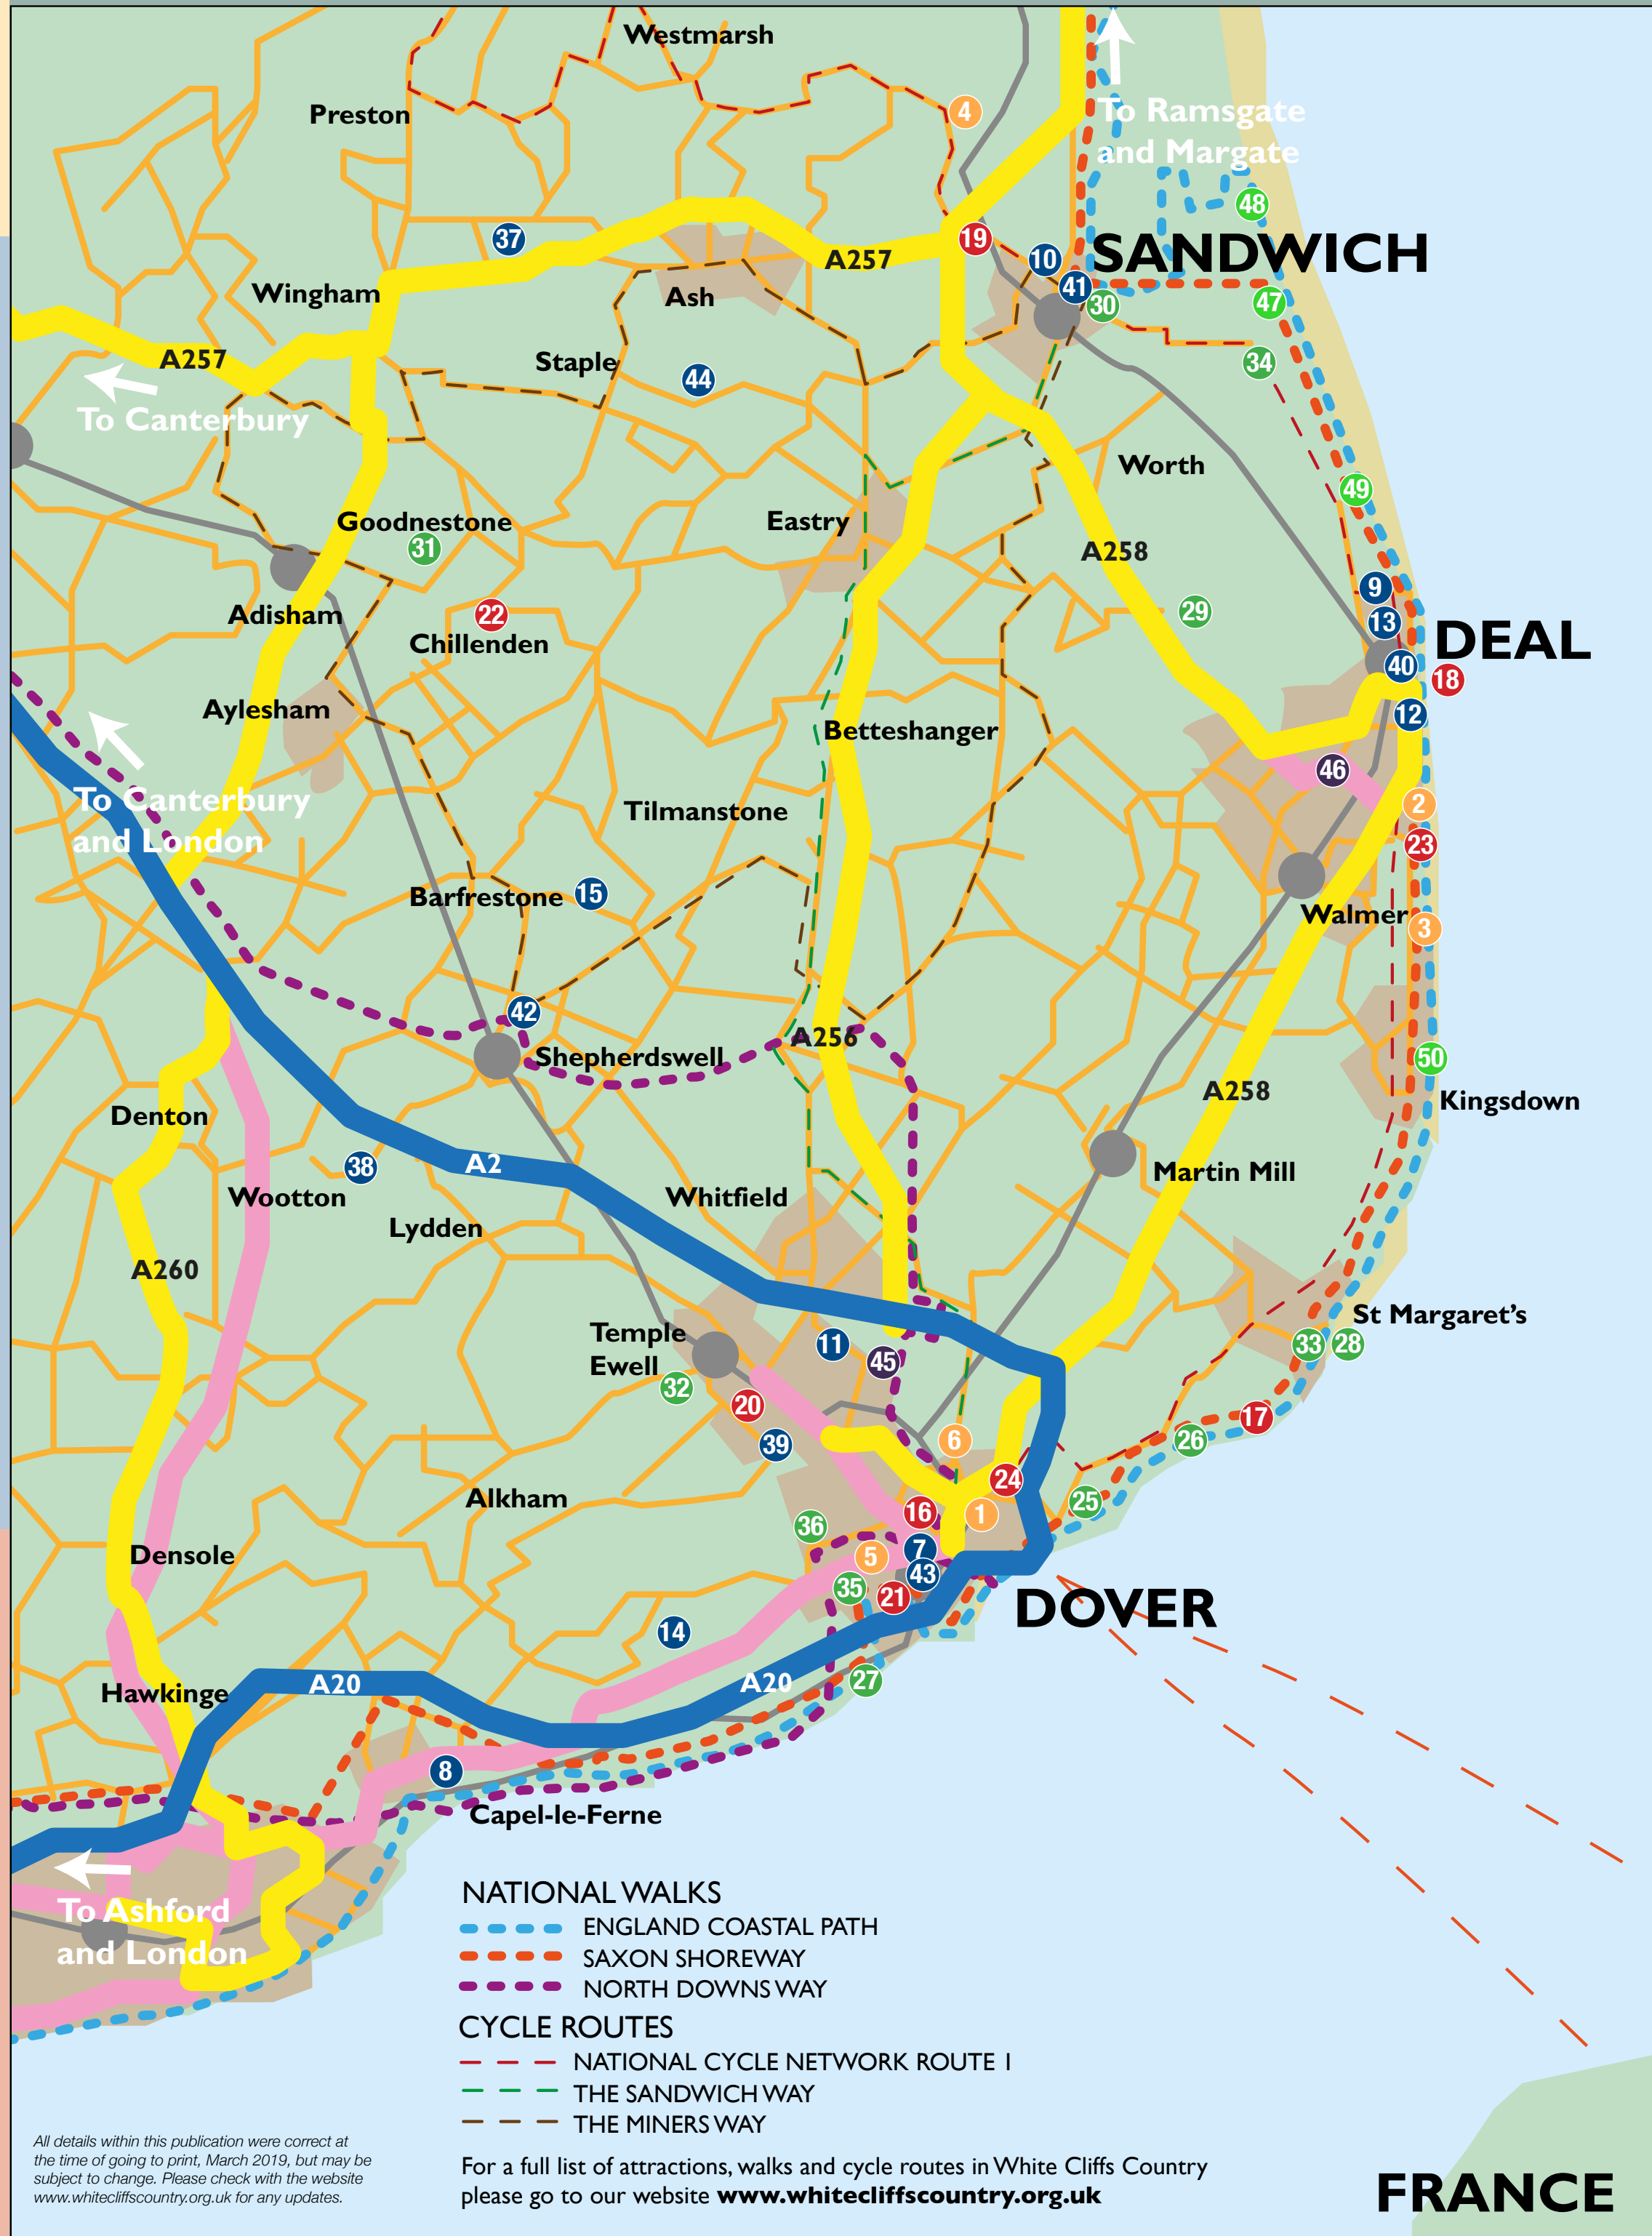 Westmarsh
Preston
4
To Ramsgate
and Margate
48
37
19
10
SANDWICH
A257
Wingham
Ash
41
30
47
A257
Staple
44
34
To Canterbury
Worth
49
Goodnestone
31
Eastry
A258
9
Adisham
22
29
13
DEAL
Chillenden
40
18
Aylesham
12
Betteshanger
46
To Canterbury
and London
Tilmanstone
2
23
Barfrestone
15
Walmer
3
42
A256
Shepherdswell
50
A258
Kingsdown
Denton
38
A2
Martin Mill
Wootton
Whitfield
Lydden
A260
St Margaret’s
Temple
Ewell
11
33
28
45
32
20
17
39
6
26
24
Alkham
25
16
1
36
Densole
7
5
43
35
21
DOVER
14
Hawkinge
A20
A20
27
8
Capel-le-Ferne
To Ashford
and London
NATIONAL WALKS
ENGLAND COASTAL PATH
SAXON SHOREWAY
NORTH DOWNS WAY
CYCLE ROUTES
NATIONAL CYCLE NETWORK ROUTE 1
THE SANDWICH WAY
THE MINERS WAY
All details within this publication were correct at
the time of going to print, March 2019, but may be
subject to change. Please check with the website
www.whitecliffscountry.org.uk for any updates.
For a full list of attractions, walks and cycle routes in White Cliffs Country
please go to our website www.whitecliffscountry.org.uk
FRANCE